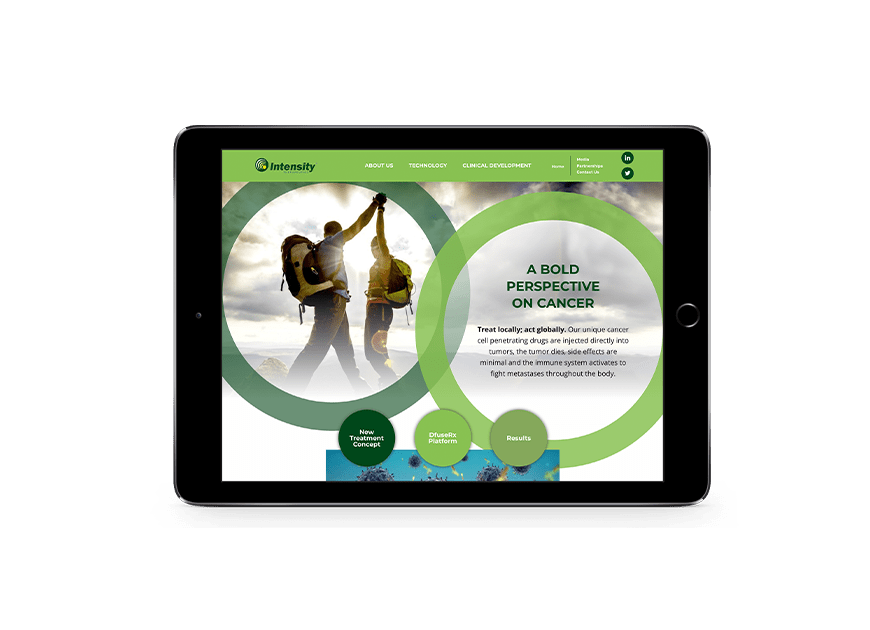 Intensity
ABOUT US
TECHNOLOGY
CLINICAL DEVELOPMENT
Home
Media
Partnerships
Contact Us
in
A BOLD
PERSPECTIVE
ON CANCER
Treat locally; act globally. Our unique cancer
cell penetrating drugs are injected directly into
tumors, the tumor dies, side effects are
minimal and the immune system activates to
fight metastases throughout the body.
New
Treatment
Concept
DfuseRx
Platform
Results